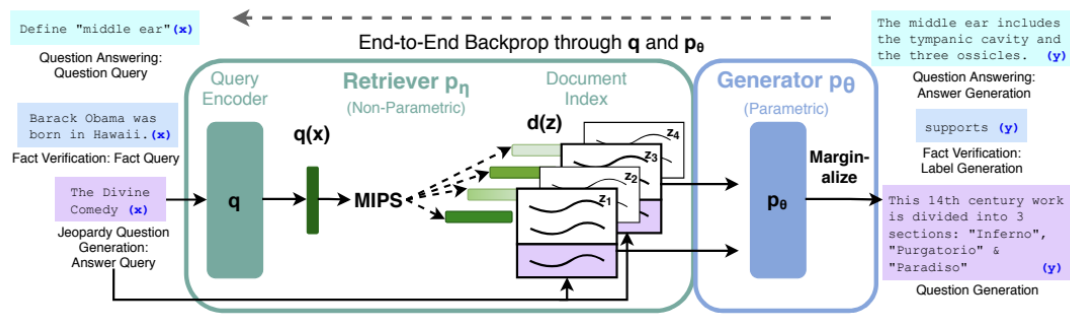 Define "middle ear"(x)
Question Answering:
Question Query
Barack Obama was
born in Hawaii.(x)
Fact Verification: Fact Query
The Divine
Comedy (x)
Jeopardy Question
Generation:
Answer Query
End-to-End Backprop through q and pθ
Query
Encoder
Retriever pη
(Non-Parametric)
Document
Index
q
q(x)
MIPS
d(z)
z4
z3
z2
z1
Generator pθ
(Parametric)
pθ
Margin-
alize
The middle ear includes
the tympanic cavity and
the three ossicles. (y)
Question Answering:
Answer Generation
supports (y)
Fact Verification:
Label Generation
This 14th century work
is divided into 3
sections: "Inferno",
"Purgatorio" &
"Paradiso" (y)
Question Generation